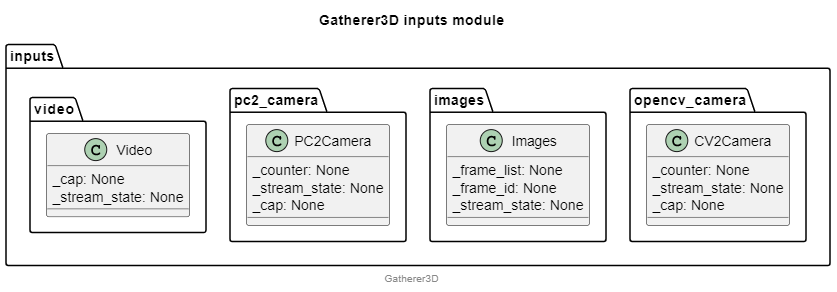 Gatherer3D inputs module
inputs
video
C Video
_cap: None
_stream_state: None
pc2_camera
C PC2Camera
_counter: None
_stream_state: None
_cap: None
images
C Images
_frame_list: None
_frame_id: None
_stream_state: None
opencv_camera
C CV2Camera
_counter: None
_stream_state: None
_cap: None
Gatherer3D